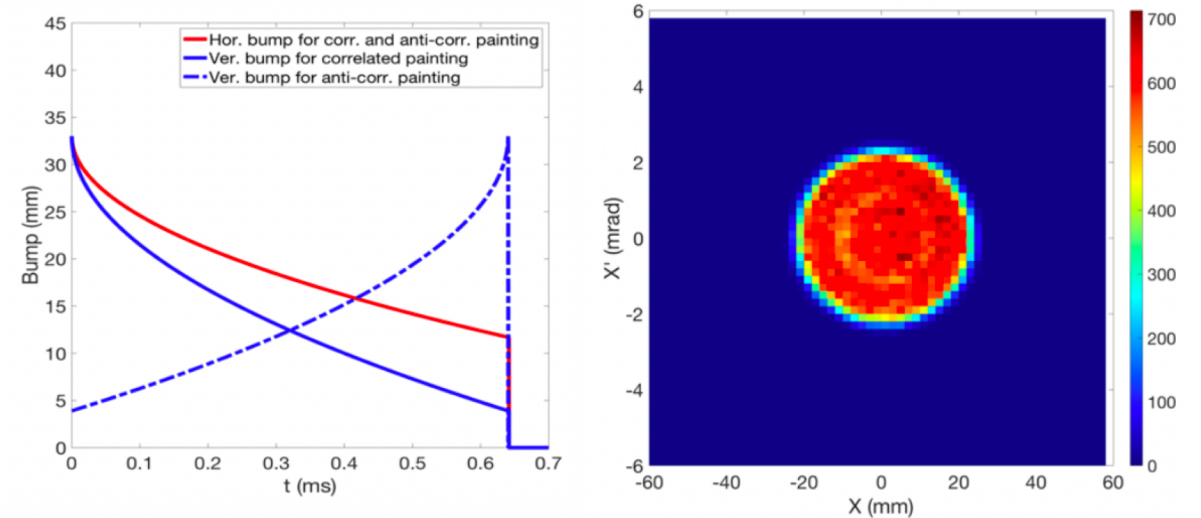 45
40
35
30
25
20
15
10
5
0
Bump (mm)
Hor. bump for corr. and anti-corr. painting
Ver. bump for correlated painting
Ver. bump for anti-corr. painting
0 0.1 0.2 0.3 0.4 0.5 0.6 0.7
t (ms)
6
4
2
0
-2
-4
-6
X' (mrad)
-60 -40 -20 0 20 40 60
X (mm)
700
600
500
400
300
200
100
0